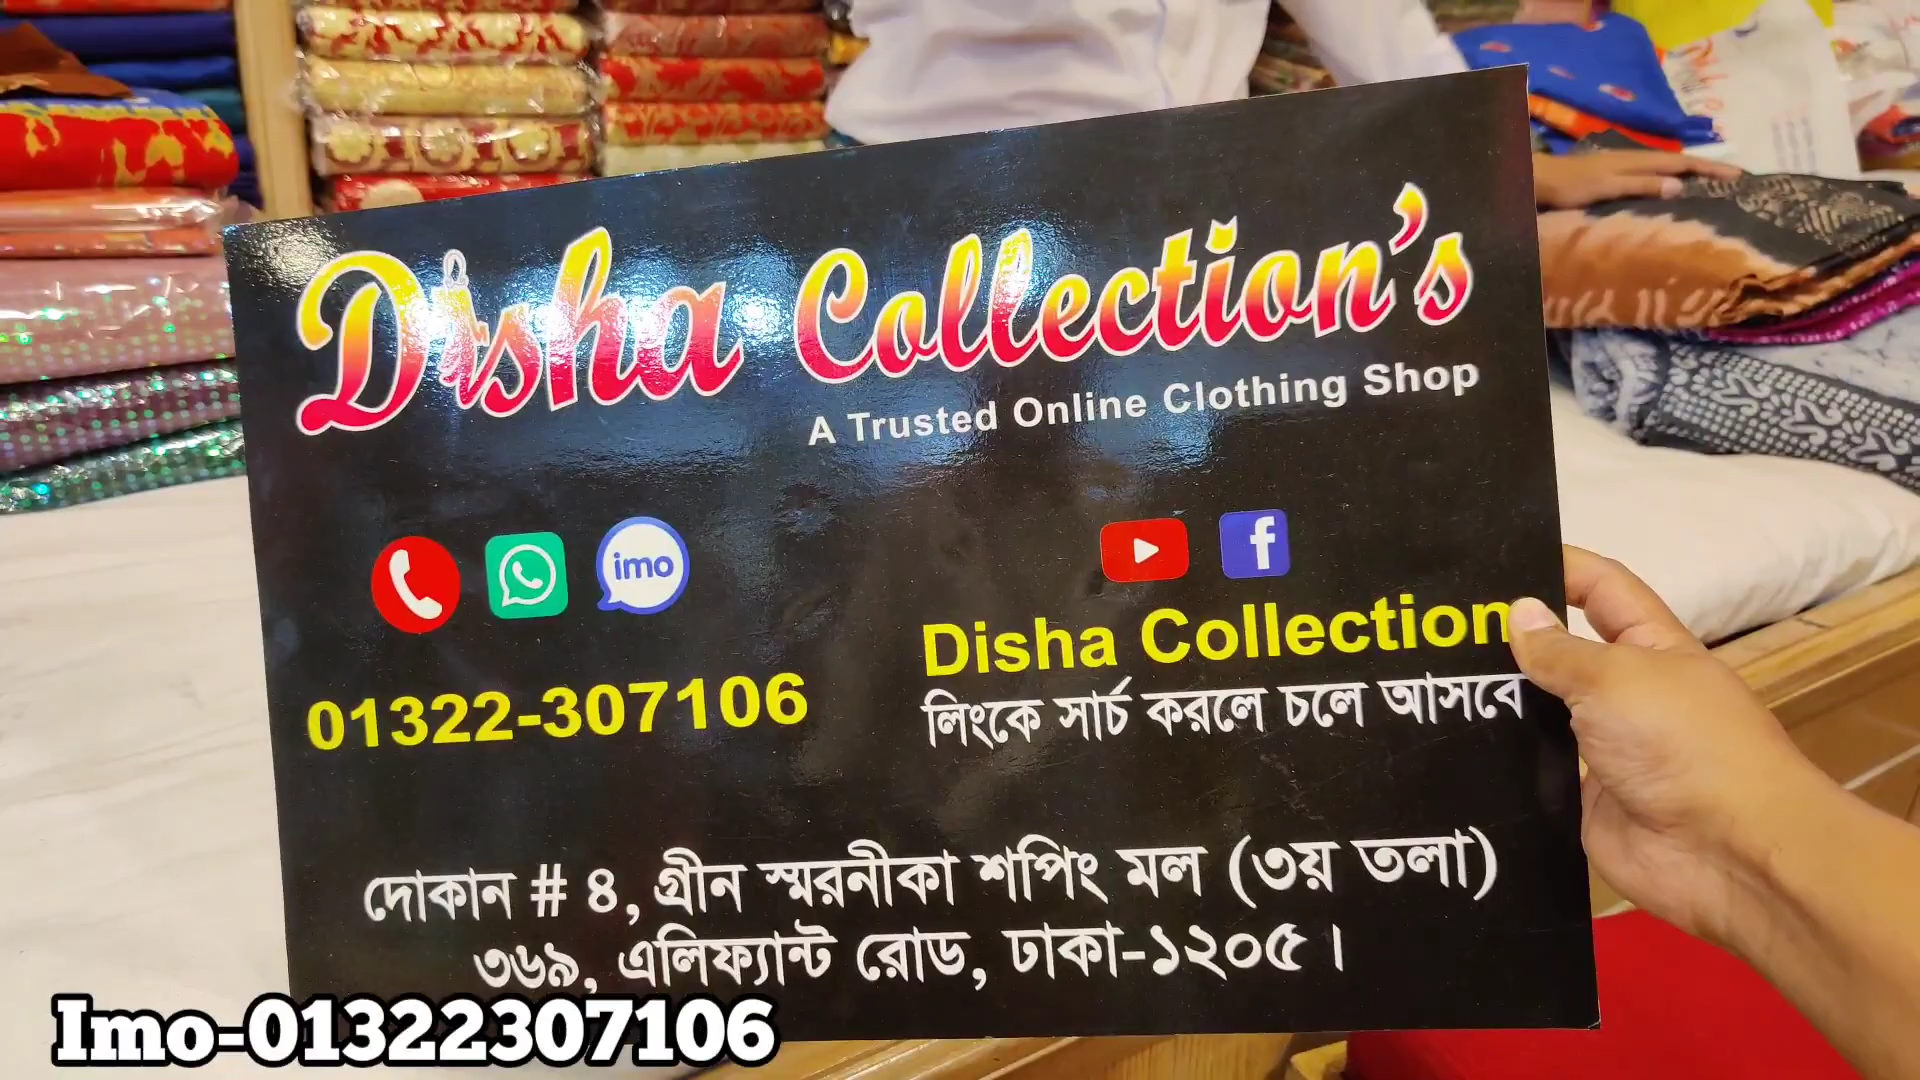 Disha Collection's
A Trusted Online Clothing Shop
imo
01322-307106
Disha Collection
লিংকে সার্চ করলে চলে আসবে
দোকান # ৪, গ্রীন স্মরনীকা শপিং মল (৩য় তলা)
৩৬৯, এলিফ্যান্ট রোড, ঢাকা-১২০৫।
Imo-01322307106